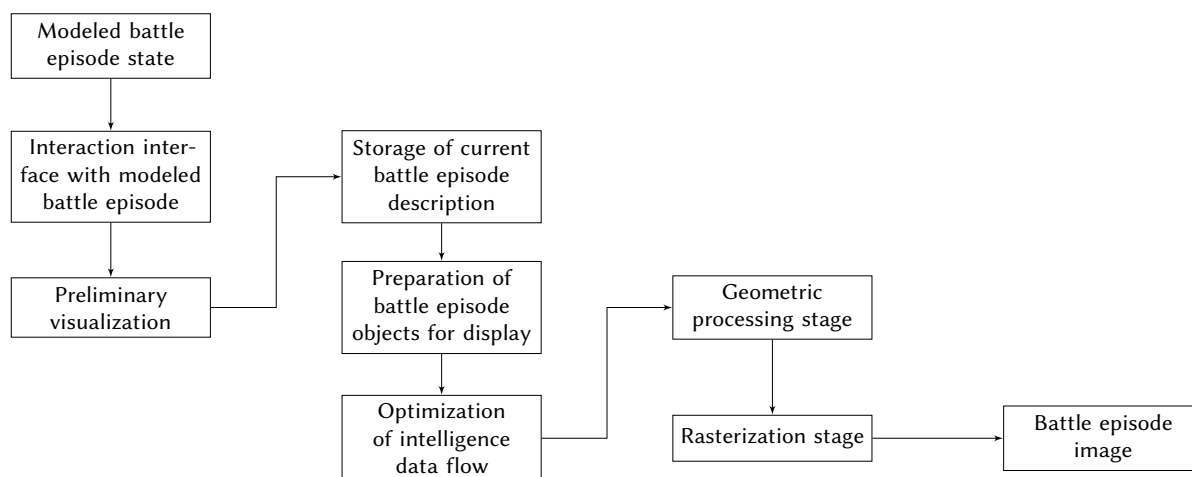 Modeled battle
episode state
Interaction inter-
face with modeled
battle episode
Preliminary
visualization
Storage of current
battle episode
description
Preparation of
battle episode
objects for display
Optimization
of intelligence
data flow
Geometric
processing stage
Rasterization stage
Battle episode
image